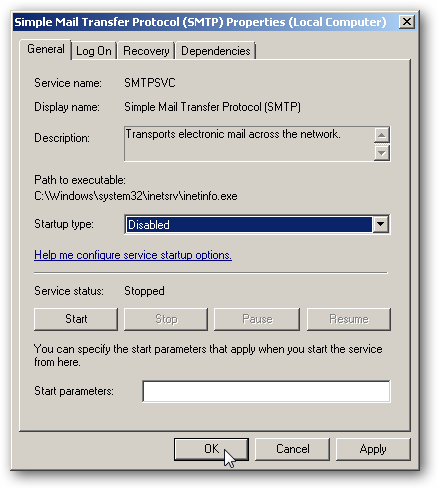 Simple Mail Transfer Protocol (SMTP) Properties (Local Computer)
General Log On Recovery Dependencies
Service name: SMTPSVC
Display name: Simple Mail Transfer Protocol (SMTP)
Description: Transports electronic mail across the network.
Path to executable:
C:\Windows\system32\inetsrv\inetinfo.exe
Startup type: Disabled
Help me configure service startup options.
Service status: Stopped
Start Stop Pause Resume
You can specify the start parameters that apply when you start the service
from here.
Start parameters:
OK Cancel Apply